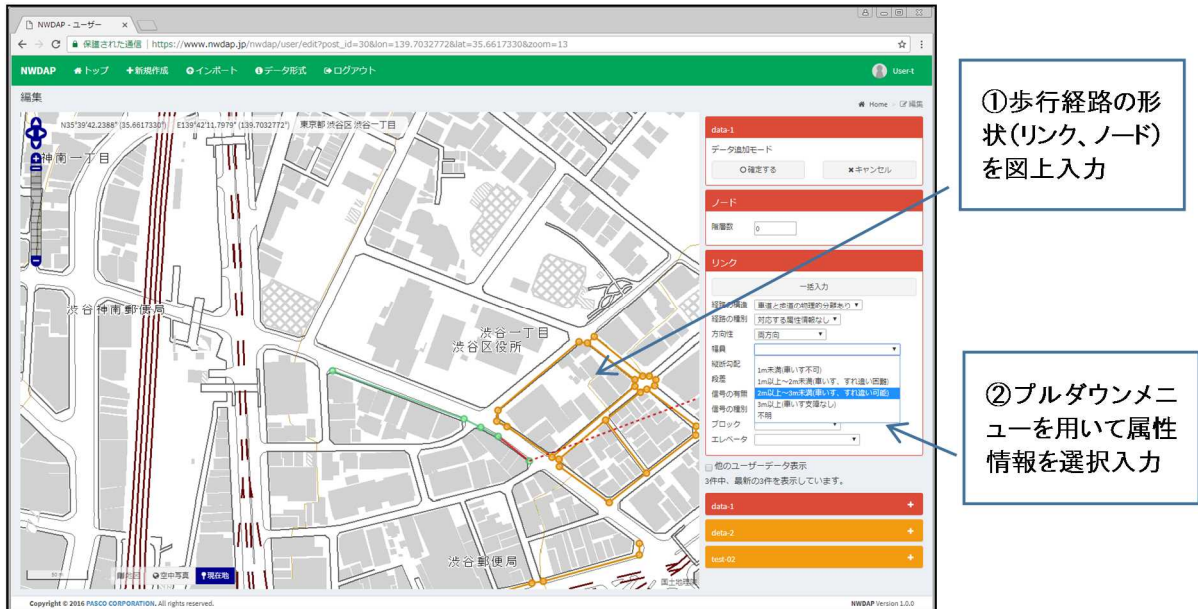 NWDAP - ユーザー
保護された通信 | https://www.nwdap.jp/nwdap/user/edit?post_id=30&lon=139.7032772&lat=35.6617330&zoom=13
NWDAP トップ 新規作成 インポート データ形式 ログアウト User-t
編集
Home 編集
N35°39'42.2388" (35.6617330°) E139°42'11.7979" (139.7032772°) 東京都 渋谷区 渋谷一丁目
神南一丁目
渋谷神南郵便局
渋谷一丁目
渋谷区役所
渋谷郵便局
地図 空中写真 現在地
data-1
データ追加モード
確定する キャンセル
ノード
階層数 0
リンク
一括入力
経路の構造 車道と歩道の物理的分離あり
経路の種別 対応する属性情報なし
方向性 両方向
幅員
縦断勾配
1m未満(車いす不可)
段差
1m以上~2m未満(車いす、すれ違い困難)
信号の有無
2m以上~3m未満(車いす、すれ違い可能)
信号の種別
3m以上(車いす支障なし)
不明
ブロック
エレベータ
他のユーザーデータ表示
3件中、最新の3件を表示しています。
data-1
deta-2
test-02
Copyright © 2016 PASCO CORPORATION. All rights reserved.
NWDAP Version 1.0.0
①歩行経路の形
状(リンク、ノード)
を図上入力
②プルダウンメニ
ューを用いて属性
情報を選択入力